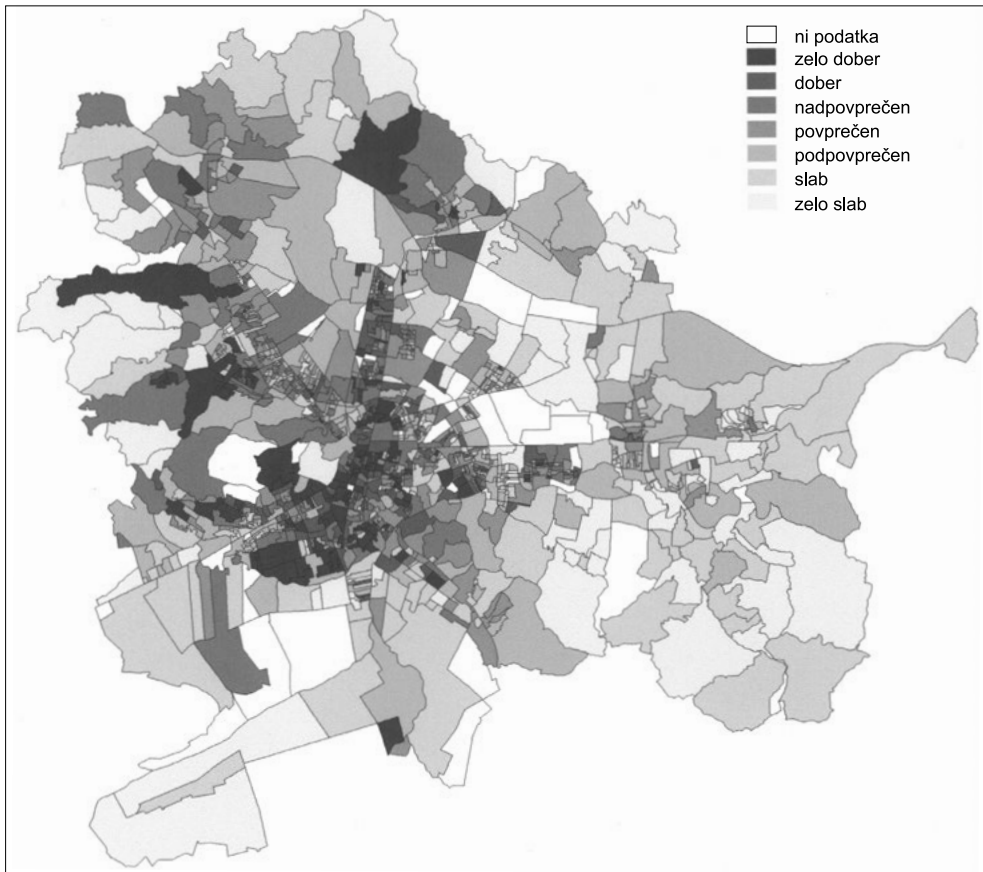 ni podatka
zelo dober
dober
nadpovprečen
povprečen
podpovprečen
slab
zelo slab